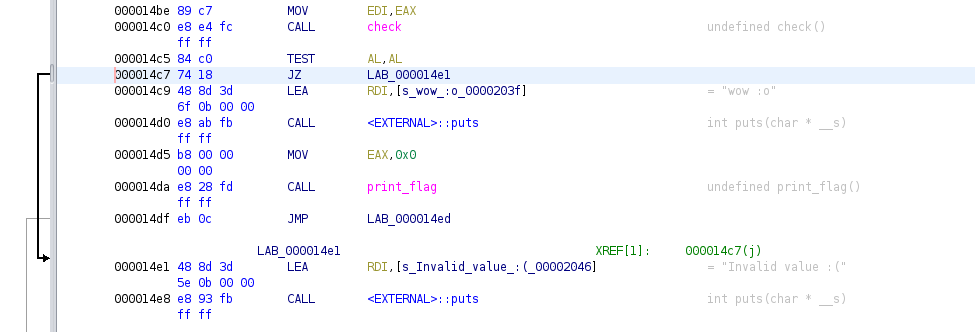 000014be 89 c7 MOV EDI,EAX
000014c0 e8 e4 fc CALL check undefined check()
ff ff
000014c5 84 c0 TEST AL,AL
000014c7 74 18 JZ LAB_000014e1
000014c9 48 8d 3d LEA RDI,[s_wow_:o_0000203f] = "wow :o"
6f 0b 00 00
000014d0 e8 ab fb CALL <EXTERNAL>::puts int puts(char * __s)
ff ff
000014d5 b8 00 00 MOV EAX,0x0
00 00
000014da e8 28 fd CALL print_flag undefined print_flag()
ff ff
000014df eb 0c JMP LAB_000014ed
LAB_000014e1 XREF[1]: 000014c7(j)
000014e1 48 8d 3d LEA RDI,[s_Invalid_value_:(_00002046] = "Invalid value :("
5e 0b 00 00
000014e8 e8 93 fb CALL <EXTERNAL>::puts int puts(char * __s)
ff ff